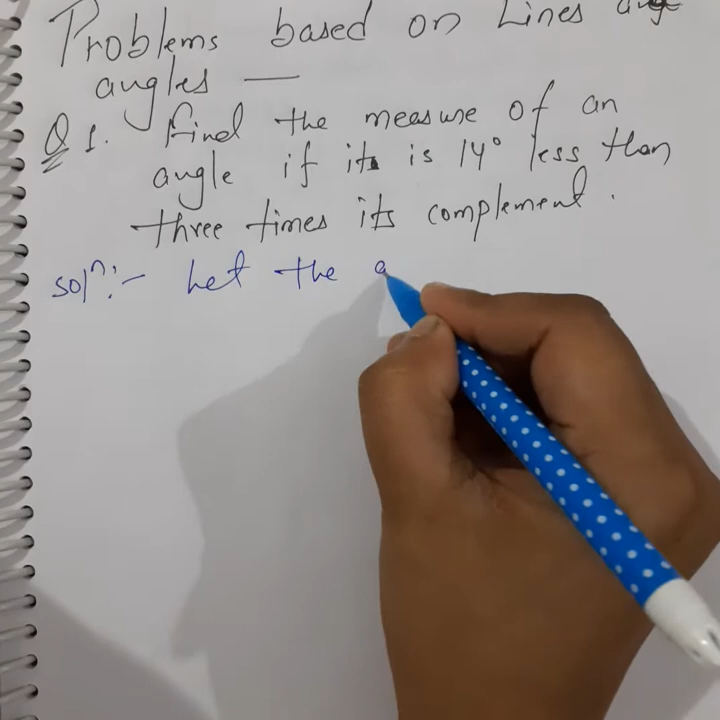 Problems based on Lines
angles —
Q 1. Find the measure of an
angle if its is 14° less than
three times its complement.
solⁿ:- Let the a